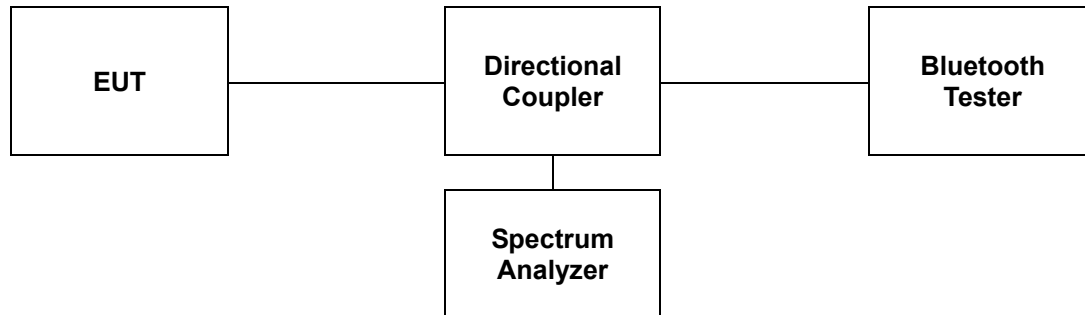 EUT
Directional
Coupler
Bluetooth
Tester
Spectrum
Analyzer